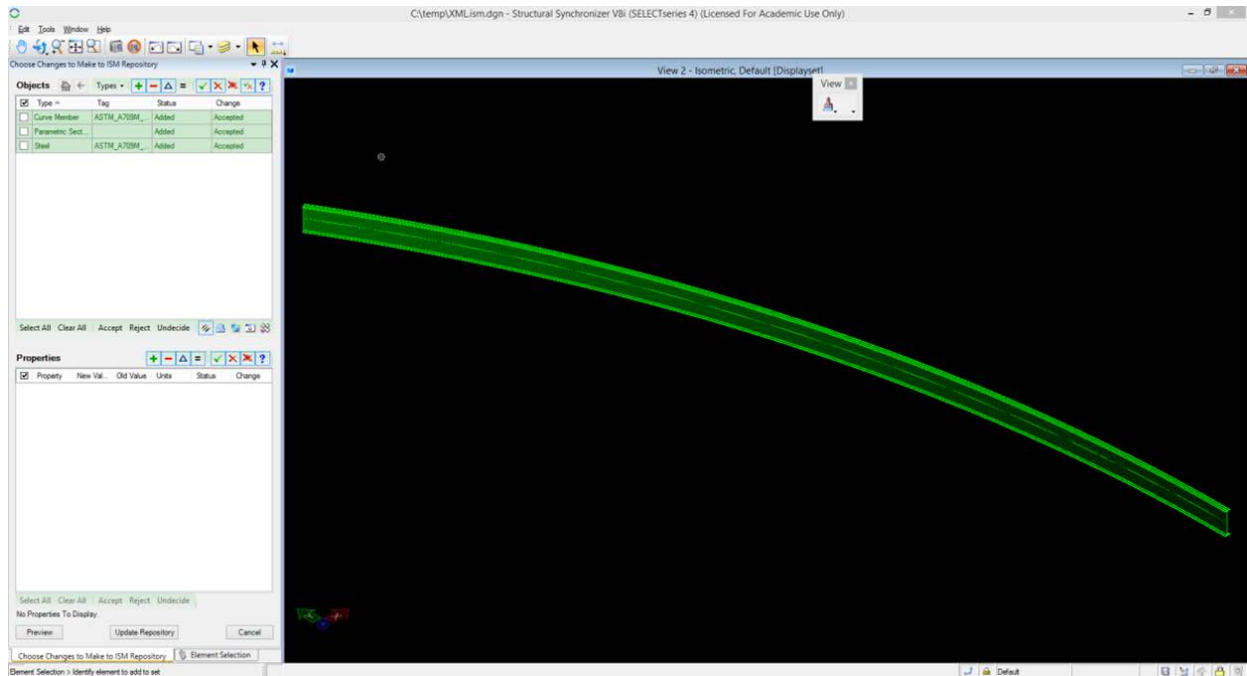 C:\temp\XML.ism.dgn - Structural Synchronizer V8i (SELECTseries 4) (Licensed For Academic Use Only)
Edit Tools Window Help
Choose Changes to Make to ISM Repository
View 2 - Isometric, Default [Displayset]
View
Objects Types
Type Tag Status Change
Curve Member ASTM_A709M_... Added Accepted
Parametric Sect... Added Accepted
Steel ASTM_A709M_... Added Accepted
Select All Clear All Accept Reject Undecide
Properties
Property New Val... Old Value Units Status Change
Select All Clear All Accept Reject Undecide
No Properties To Display.
Preview Update Repository Cancel
Choose Changes to Make to ISM Repository Element Selection
Element Selection > Identify element to add to set
Default